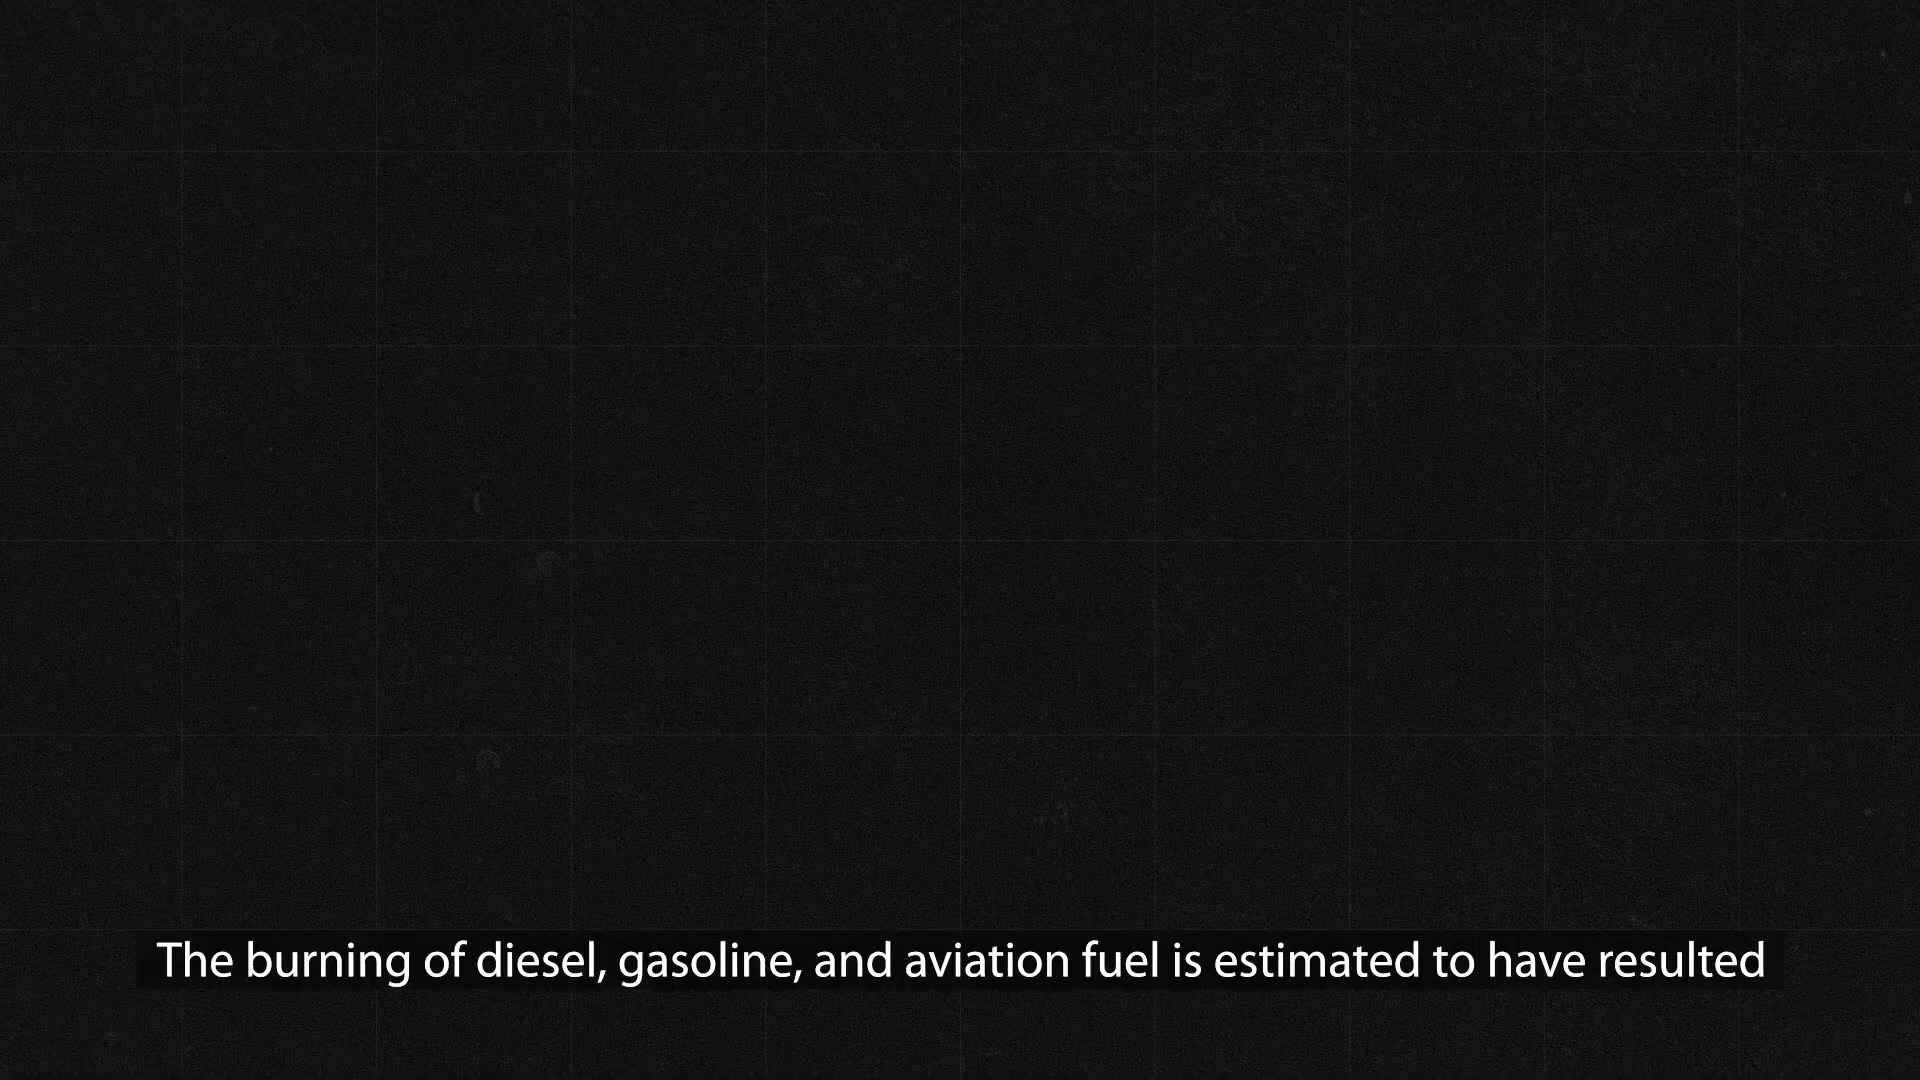 The burning of diesel, gasoline, and aviation fuel is estimated to have resulted